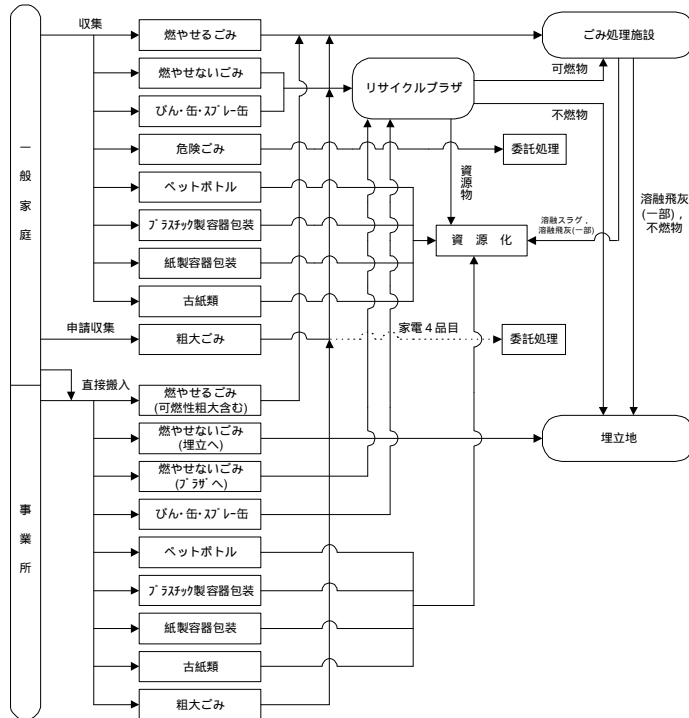 収集
燃やせるごみ
ごみ処理施設
燃やせないごみ
リサイクルプラザ
可燃物
びん・缶・スプレー缶
不燃物
一般家庭
危険ごみ
委託処理
ペットボトル
資源物
プラスチック製容器包装
資 源 化
溶融スラグ，
溶融飛灰(一部)
溶融飛灰
(一部)，
不燃物
紙製容器包装
古紙類
申請収集
粗大ごみ
家電４品目
委託処理
直接搬入
燃やせるごみ
(可燃性粗大含む)
燃やせないごみ
(埋立へ)
埋立地
燃やせないごみ
(プラザへ)
事業所
びん・缶・スプレー缶
ペットボトル
プラスチック製容器包装
紙製容器包装
古紙類
粗大ごみ